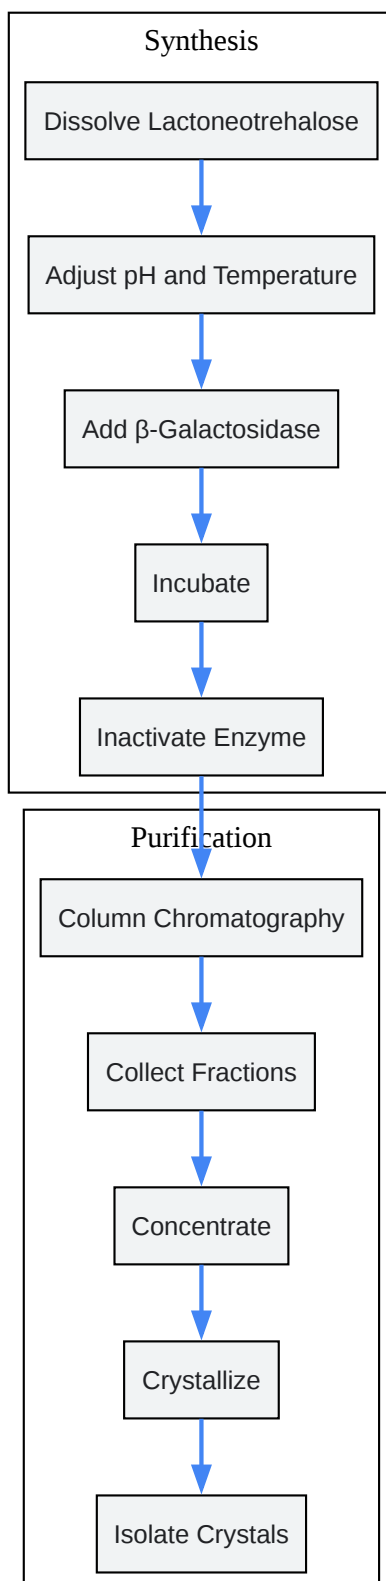 Synthesis
Dissolve Lactoneotrehalose
Adjust pH and Temperature
Add β-Galactosidase
Incubate
Inactivate Enzyme
Purification
Column Chromatography
Collect Fractions
Concentrate
Crystallize
Isolate Crystals